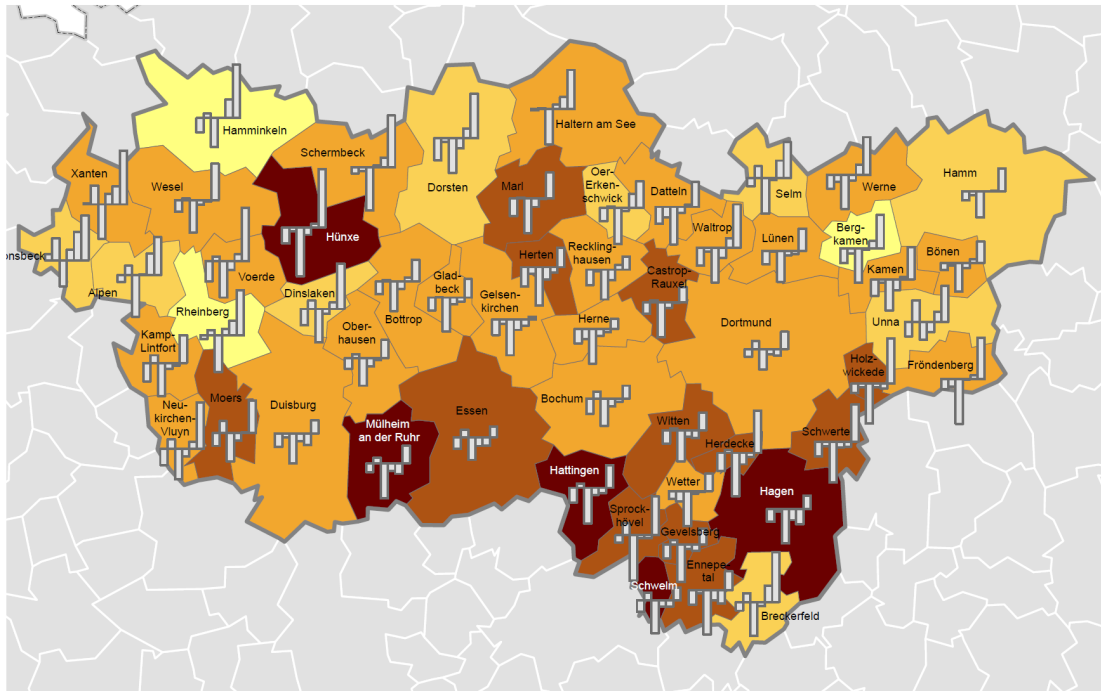 Hamminkeln
Schermbeck
Haltern am See
Xanten
Wesel
Dorsten
Marl
Oer-
Erken-
schwick
Datteln
Selm
Werne
Hamm
Hünxe
Waltrop
Lünen
Berg-
kamen
onsbeck
Alpen
Voerde
Herten
Reckling-
hausen
Castrop-
Rauxel
Kamen
Bönen
Rheinberg
Dinslaken
Glad-
beck
Gelsen-
kirchen
Bottrop
Herne
Dortmund
Unna
Kamp-
Lintfort
Ober-
hausen
Holz-
wickede
Fröndenberg
Moers
Duisburg
Essen
Bochum
Neu-
kirchen-
Vluyn
Mülheim
an der Ruhr
Witten
Herdecke
Schwerte
Hattingen
Wetter
Hagen
Sprock-
hövel
Gevelsberg
Ennepe-
tal
Schwelm
Breckerfeld